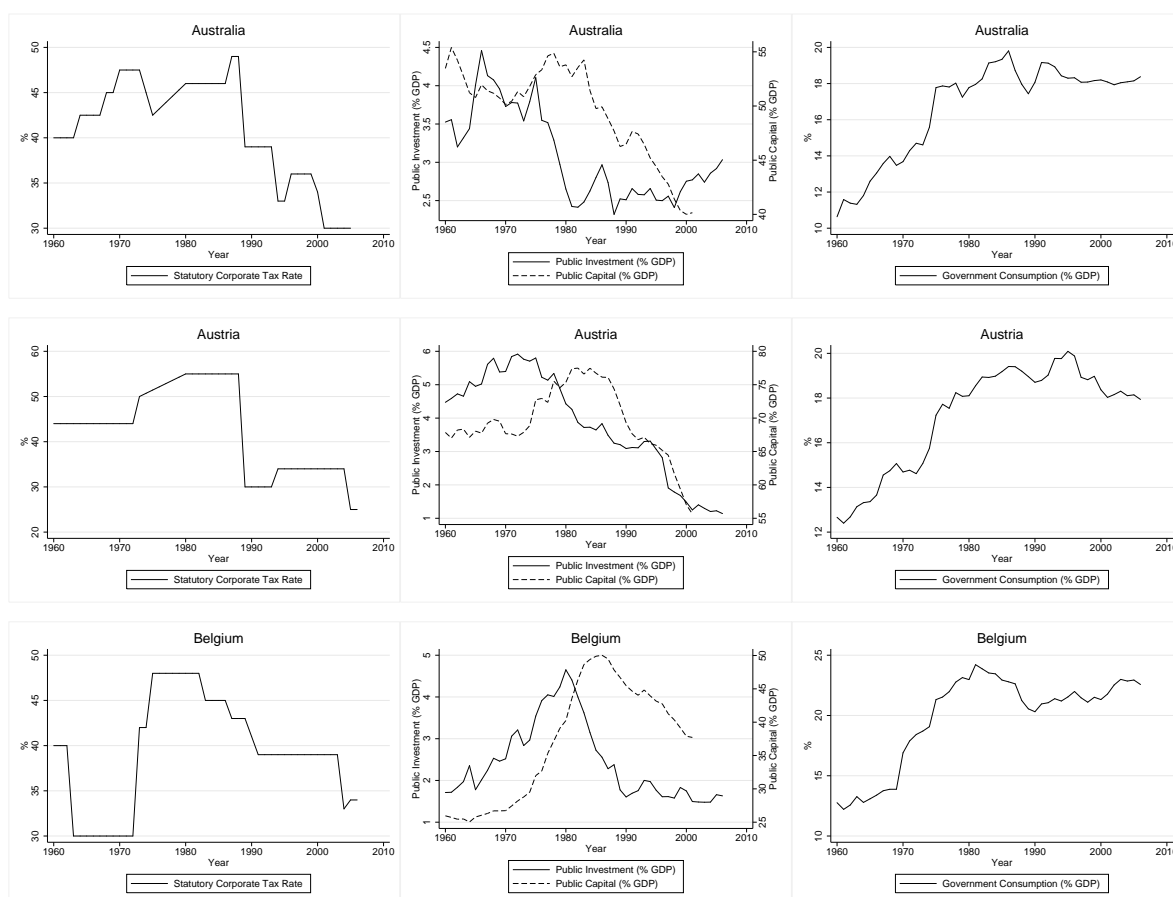 Australia
50
45
40
35
30
%
1960 1970 1980 1990 2000 2010
Year
Statutory Corporate Tax Rate
Australia
4.5
4
3.5
3
2.5
Public Investment (% GDP)
55
50
45
40
Public Capital (% GDP)
1960 1970 1980 1990 2000 2010
Year
Public Investment (% GDP)
Public Capital (% GDP)
Australia
20
18
16
14
12
10
%
1960 1970 1980 1990 2000
Year
Government Consumption (% GDP)
Austria
60
50
40
30
20
%
1960 1970 1980 1990 2000 2010
Year
Statutory Corporate Tax Rate
Austria
6
5
4
3
2
1
Public Investment (% GDP)
80
75
70
65
60
55
Public Capital (% GDP)
1960 1970 1980 1990 2000 2010
Year
Public Investment (% GDP)
Public Capital (% GDP)
Austria
20
18
16
14
12
%
1960 1970 1980 1990 2000
Year
Government Consumption (% GDP)
Belgium
50
45
40
35
30
%
1960 1970 1980 1990 2000 2010
Year
Statutory Corporate Tax Rate
Belgium
5
4
3
2
1
Public Investment (% GDP)
50
45
40
35
30
25
Public Capital (% GDP)
1960 1970 1980 1990 2000 2010
Year
Public Investment (% GDP)
Public Capital (% GDP)
Belgium
25
20
15
10
%
1960 1970 1980 1990 2000
Year
Government Consumption (% GDP)